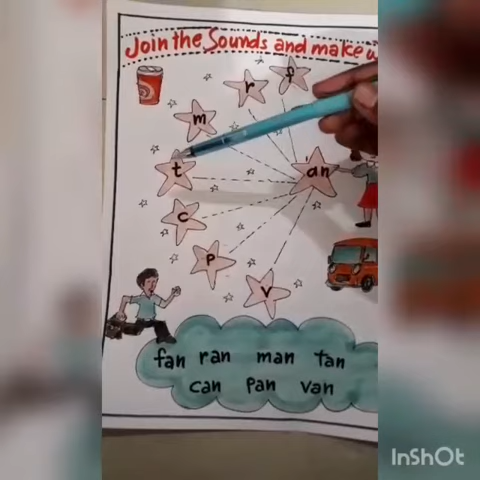 Join the Sounds and make
f
r
m
t
an
c
p
v
fan ran man tan
can pan van
InShOt